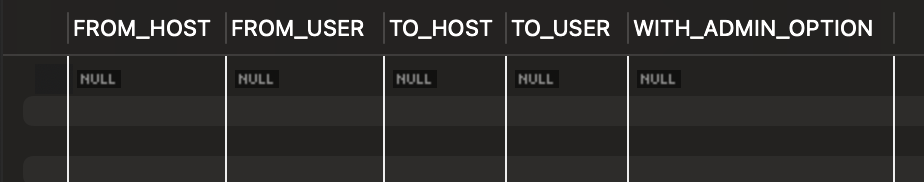 FROM_HOST FROM_USER TO_HOST TO_USER WITH_ADMIN_OPTION
NULL NULL NULL NULL NULL